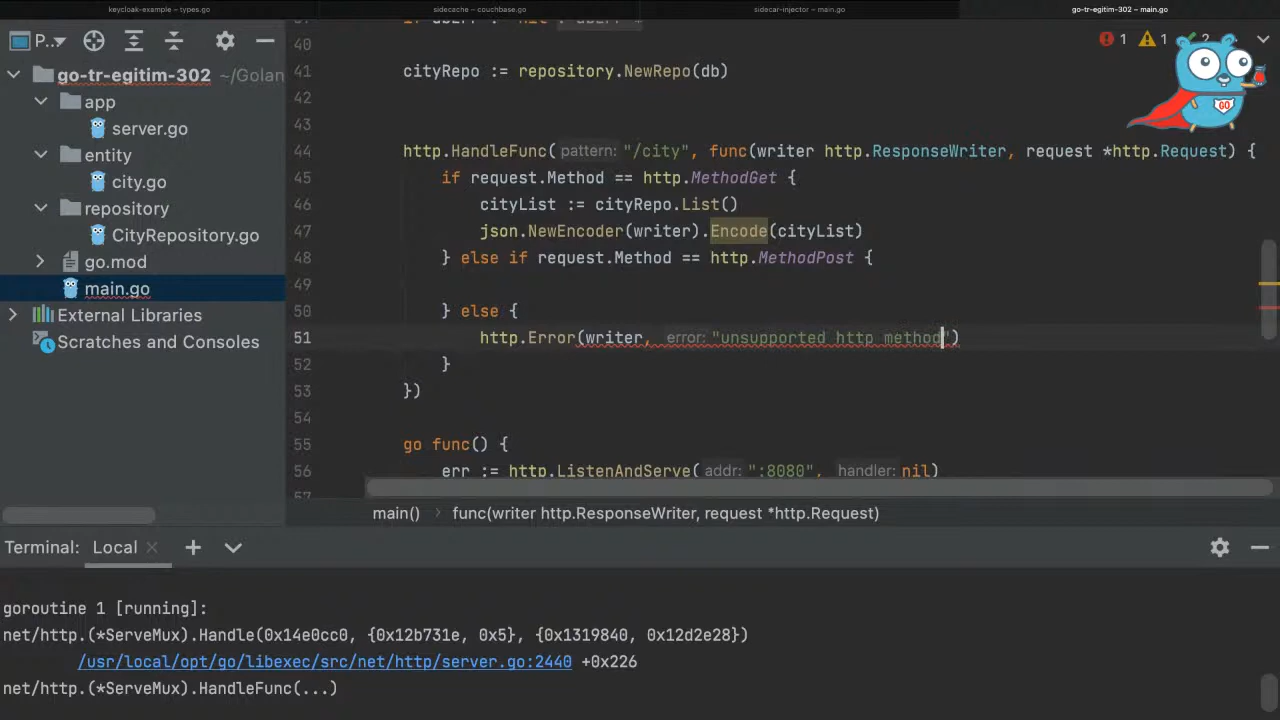 keycloak-example – types.go
sidecache – couchbase.go
sidecar-injector – main.go
go-tr-egitim-302 – main.go
P...
1 1 2
go-tr-egitim-302 ~/Golan
app
server.go
entity
city.go
repository
CityRepository.go
go.mod
main.go
External Libraries
Scratches and Consoles
40
41 cityRepo := repository.NewRepo(db)
42
43
44 http.HandleFunc( pattern: "/city", func(writer http.ResponseWriter, request *http.Request) {
45 if request.Method == http.MethodGet {
46 cityList := cityRepo.List()
47 json.NewEncoder(writer).Encode(cityList)
48 } else if request.Method == http.MethodPost {
49
50 } else {
51 http.Error(writer, error: "unsupported http method")
52 }
53 })
54
55 go func() {
56 err := http.ListenAndServe( addr: ":8080", handler: nil)
GO
main() func(writer http.ResponseWriter, request *http.Request)
Terminal: Local
goroutine 1 [running]:
net/http.(*ServeMux).Handle(0x14e0cc0, {0x12b731e, 0x5}, {0x1319840, 0x12d2e28})
/usr/local/opt/go/libexec/src/net/http/server.go:2440 +0x226
net/http.(*ServeMux).HandleFunc(...)